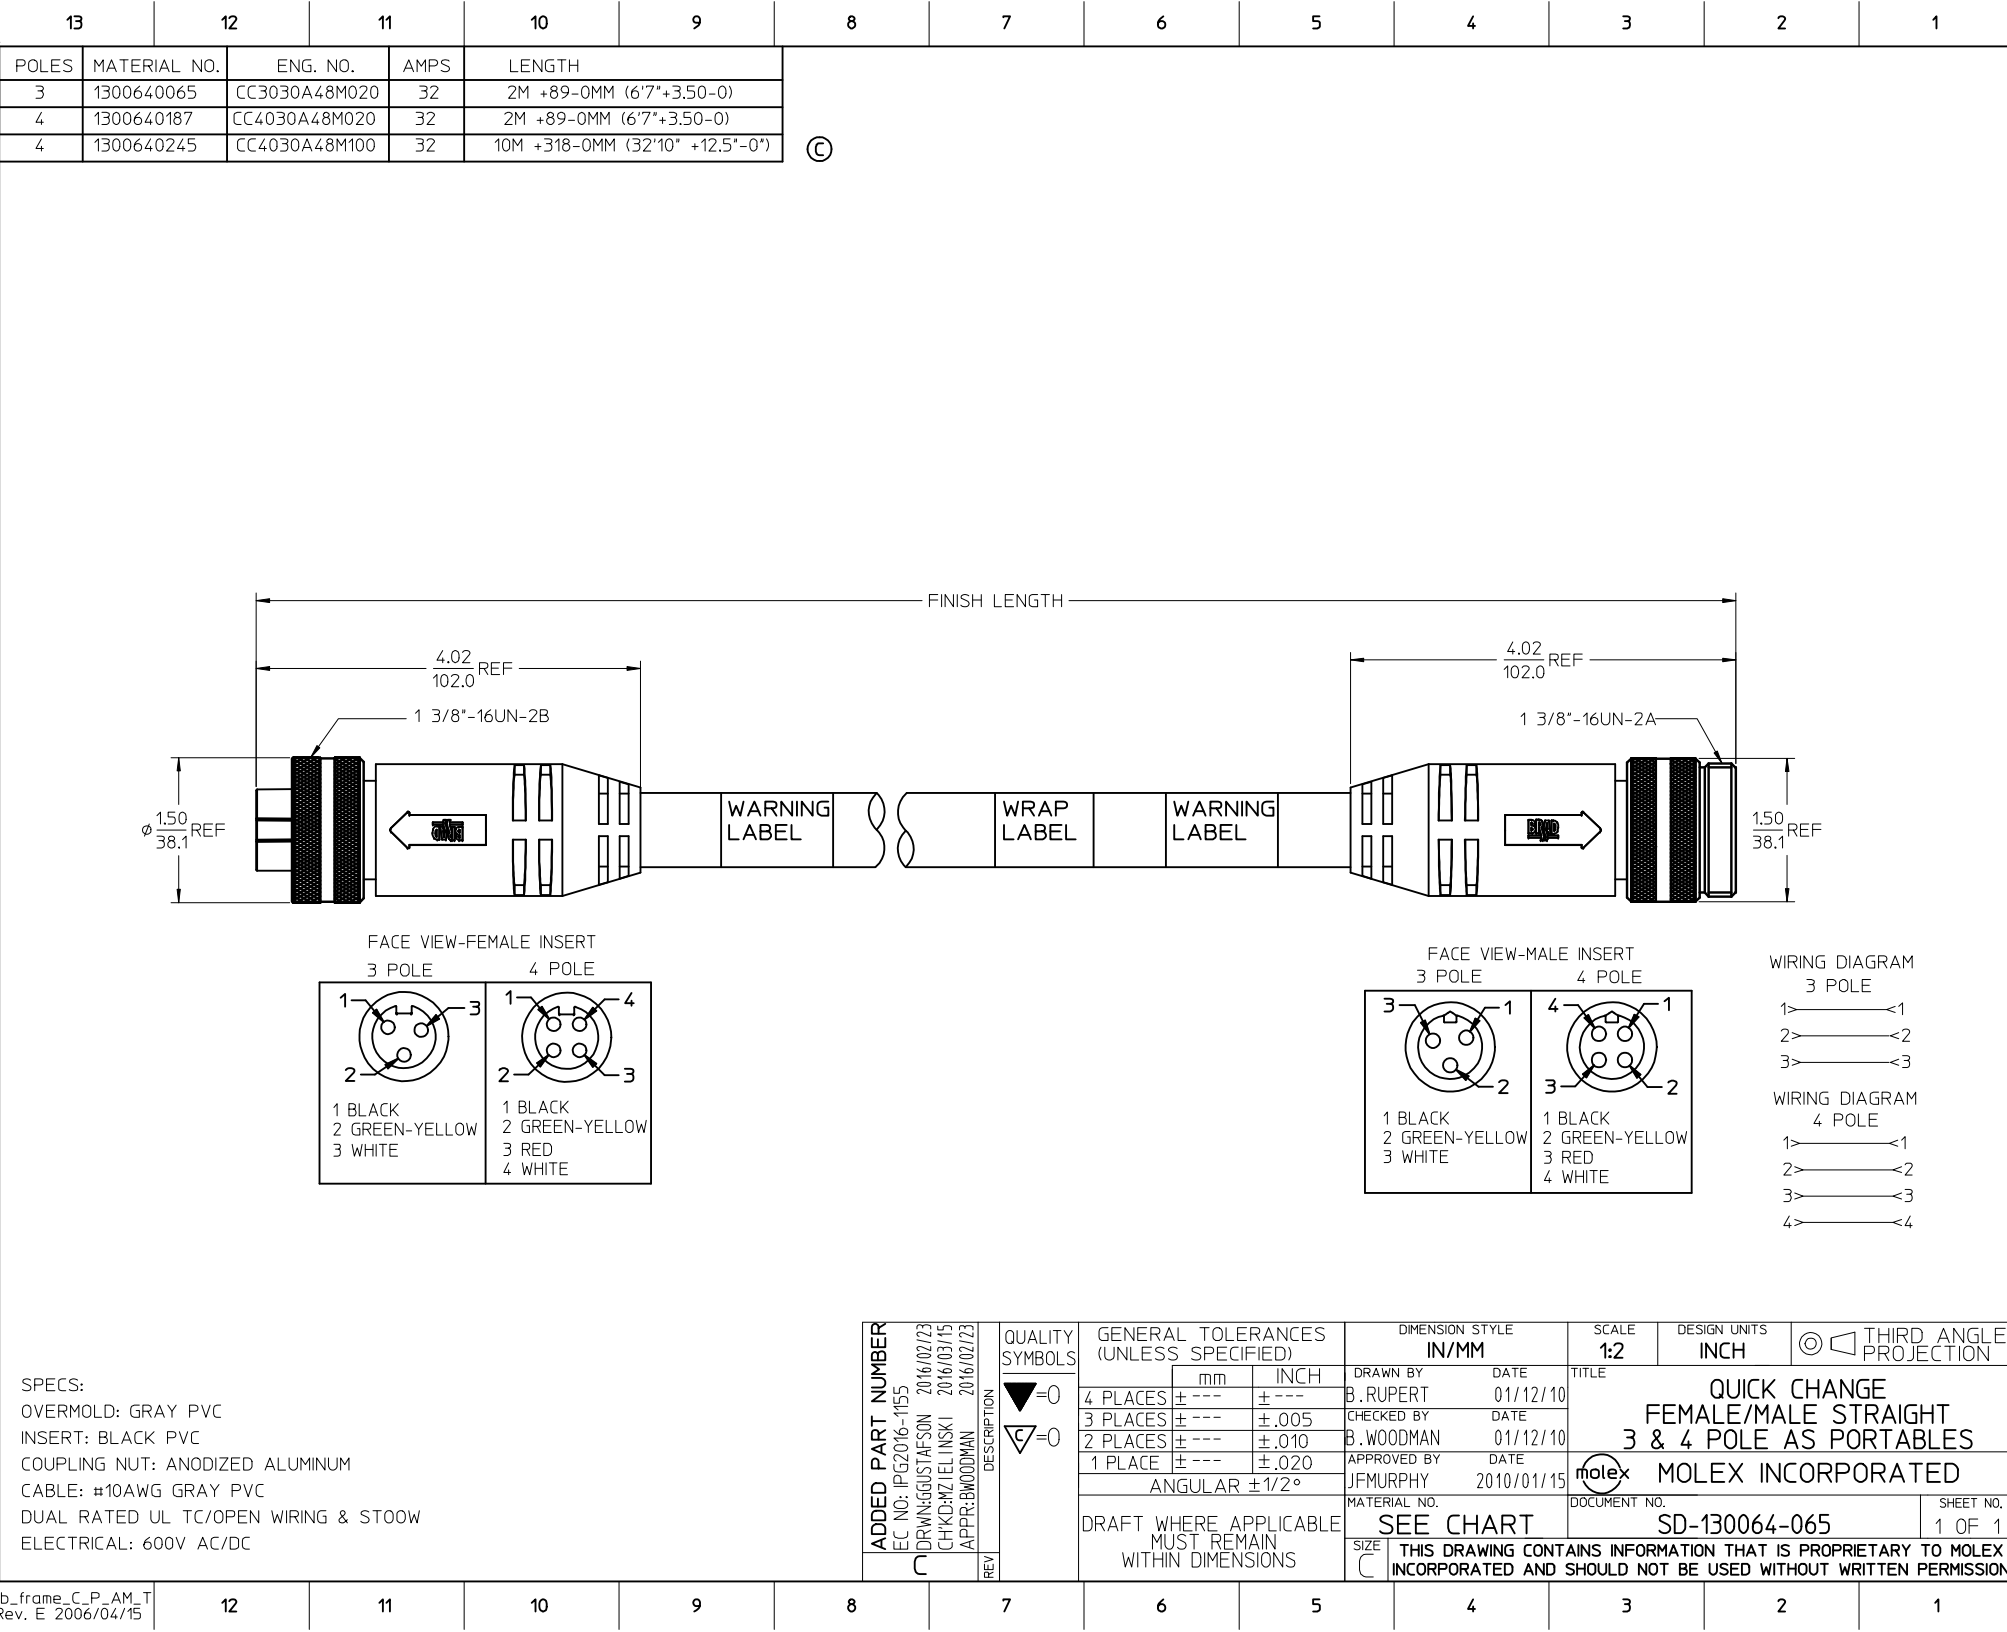 13 12 11 10 9 8 7 6 5 4 3 2 1
POLES MATERIAL NO. ENG. NO. AMPS LENGTH
3 1300640065 CC3030A48M020 32 2M +89-0MM (6'7"+3.50-0)
4 1300640187 CC4030A48M020 32 2M +89-0MM (6'7"+3.50-0)
4 1300640245 CC4030A48M100 32 10M +318-0MM (32'10" +12.5"-0")
C
FINISH LENGTH
4.02
102.0 REF
4.02
102.0 REF
1 3/8"-16UN-2B
1 3/8"-16UN-2A
ø 1.50
38.1 REF
BRAD
WARNING
LABEL
WRAP
LABEL
WARNING
LABEL
BRAD
1.50
38.1 REF
FACE VIEW-FEMALE INSERT
3 POLE 4 POLE
1 3
2
1 4
2 3
1 BLACK
2 GREEN-YELLOW
3 WHITE
1 BLACK
2 GREEN-YELLOW
3 RED
4 WHITE
FACE VIEW-MALE INSERT
3 POLE 4 POLE
3 1
2
4 1
3 2
1 BLACK
2 GREEN-YELLOW
3 WHITE
1 BLACK
2 GREEN-YELLOW
3 RED
4 WHITE
WIRING DIAGRAM
3 POLE
1> <1
2> <2
3> <3
WIRING DIAGRAM
4 POLE
1> <1
2> <2
3> <3
4> <4
SPECS:
OVERMOLD: GRAY PVC
INSERT: BLACK PVC
COUPLING NUT: ANODIZED ALUMINUM
CABLE: #10AWG GRAY PVC
DUAL RATED UL TC/OPEN WIRING & STOOW
ELECTRICAL: 600V AC/DC
ADDED PART NUMBER
EC NO: IPG2016-1155
DRWN:GGUSTAFSON 2016/02/23
CH'KD:MZIELINSKI 2016/03/15
APPR:BWOODMAN 2016/02/23
DESCRIPTION
C
REV
QUALITY
SYMBOLS
=0
C =0
GENERAL TOLERANCES
(UNLESS SPECIFIED)
mm INCH
4 PLACES ± --- ± ---
3 PLACES ± --- ±.005
2 PLACES ± --- ±.010
1 PLACE ± --- ±.020
ANGULAR ±1/2°
DRAFT WHERE APPLICABLE
MUST REMAIN
WITHIN DIMENSIONS
DIMENSION STYLE
IN/MM
SCALE
1:2
DESIGN UNITS
INCH
THIRD ANGLE
PROJECTION
DRAWN BY DATE
B.RUPERT 01/12/10
CHECKED BY DATE
B.WOODMAN 01/12/10
APPROVED BY DATE
JFMURPHY 2010/01/15
TITLE
QUICK CHANGE
FEMALE/MALE STRAIGHT
3 & 4 POLE AS PORTABLES
molex MOLEX INCORPORATED
MATERIAL NO.
SEE CHART
DOCUMENT NO.
SD-130064-065
SHEET NO.
1 OF 1
SIZE
C
THIS DRAWING CONTAINS INFORMATION THAT IS PROPRIETARY TO MOLEX
INCORPORATED AND SHOULD NOT BE USED WITHOUT WRITTEN PERMISSION
b_frame_C_P_AM_T
Rev. E 2006/04/15
12 11 10 9 8 7 6 5 4 3 2 1